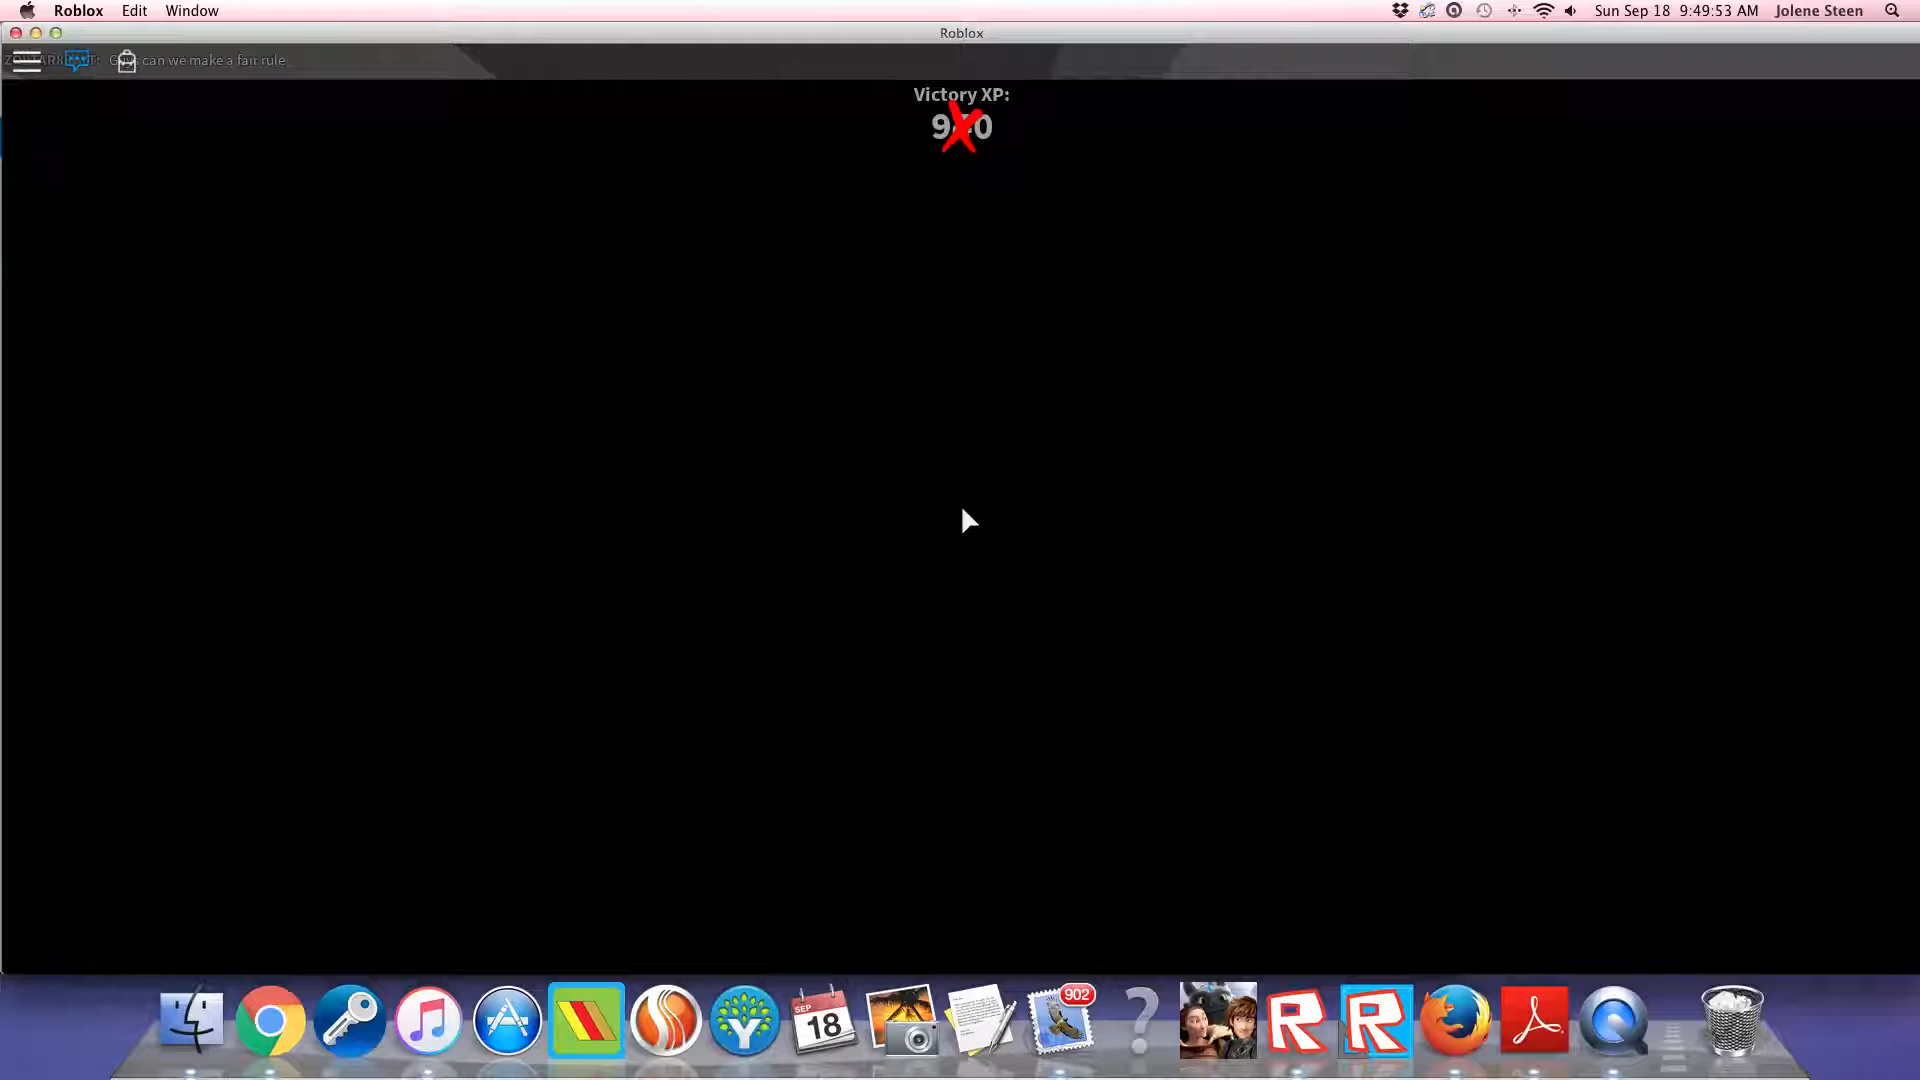 Roblox Edit Window
Sun Sep 18 9:49:53 AM Jolene Steen
Roblox
can we make a fair rule
Victory XP:
902
SEP
18